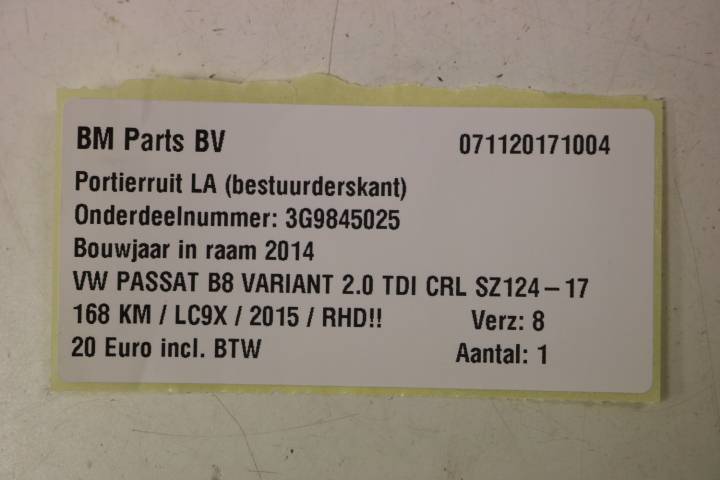 BM Parts BV 071120171004
Portierruit LA (bestuurderskant)
Onderdeelnummer: 3G9845025
Bouwjaar in raam 2014
VW PASSAT B8 VARIANT 2.0 TDI CRL SZ124-17
168 KM / LC9X / 2015 / RHD!! Verz: 8
20 Euro incl. BTW Aantal: 1